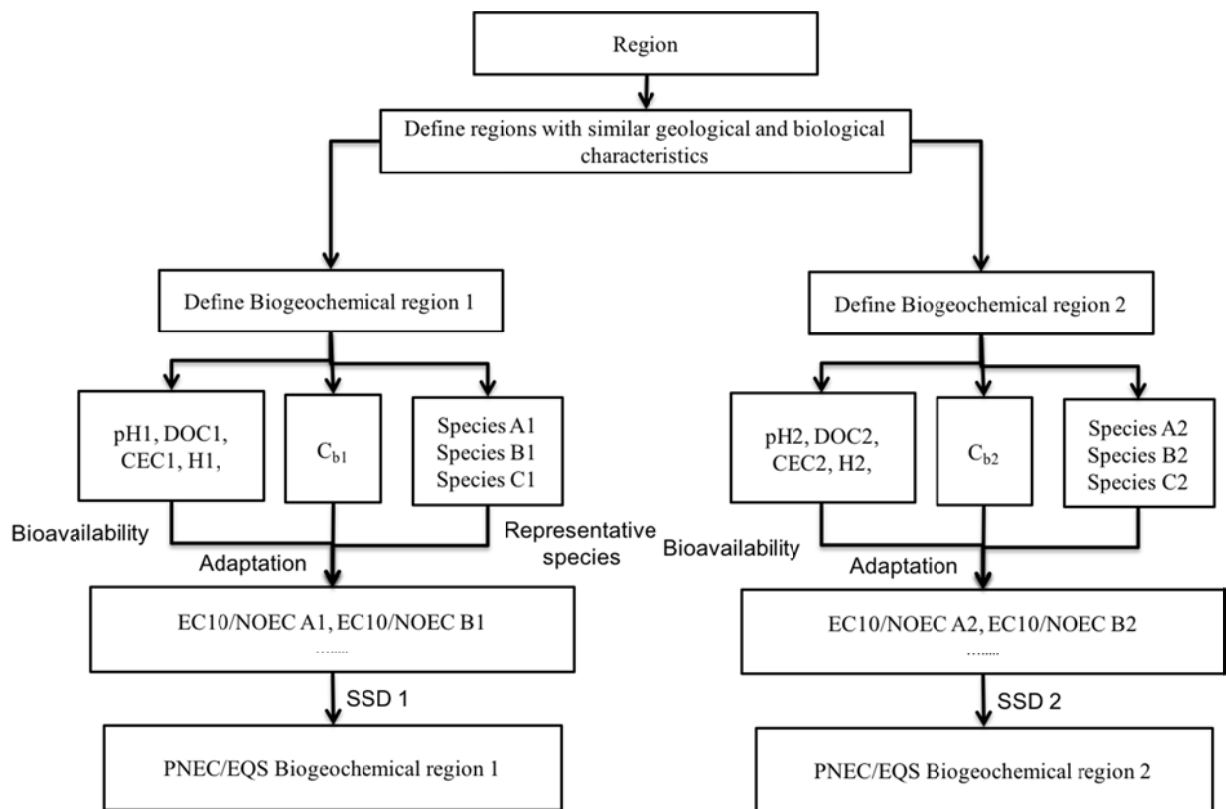 Region
Define regions with similar geological and biological
characteristics
Define Biogeochemical region 1
pH1, DOC1,
CEC1, H1,
Cb1
Species A1
Species B1
Species C1
Bioavailability
Adaptation
Representative
species
EC10/NOEC A1, EC10/NOEC B1
........
SSD 1
PNEC/EQS Biogeochemical region 1
Define Biogeochemical region 2
pH2, DOC2,
CEC2, H2,
Cb2
Species A2
Species B2
Species C2
Bioavailability
Adaptation
EC10/NOEC A2, EC10/NOEC B2
........
SSD 2
PNEC/EQS Biogeochemical region 2